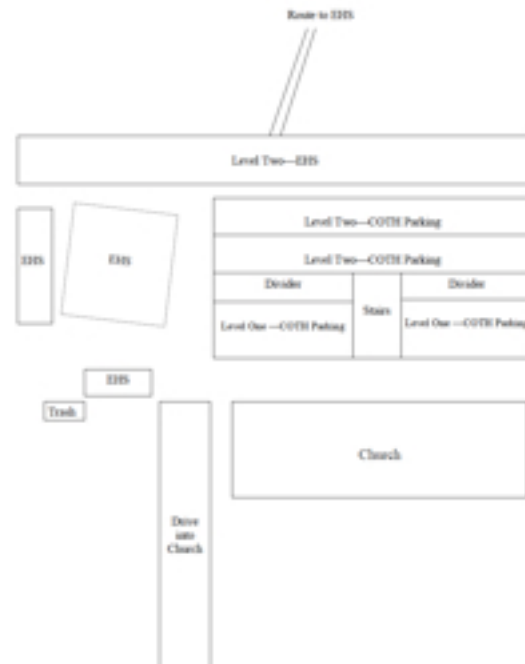 Route to EHS
Level Two---EHS
Level Two---COTH Parking
EHS
EHS
Level Two---COTH Parking
Divider
Divider
Stairs
Level One ---COTH Parking
Level One ---COTH Parking
EHS
Trash
Church
Drive
into
Church